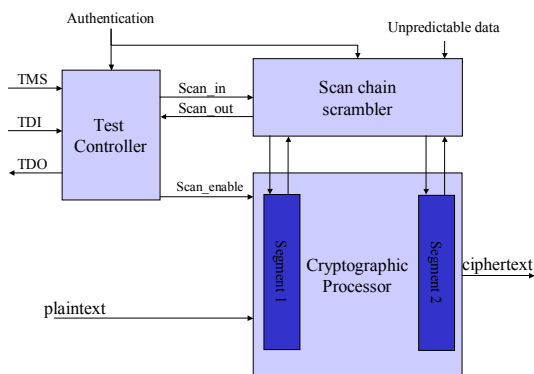 Authentication
Unpredictable data
TMS
TDI
TDO
Test
Controller
Scan_in
Scan_out
Scan_enable
Scan chain
scrambler
Segment 1
Cryptographic
Processor
Segment 2
plaintext
ciphertext